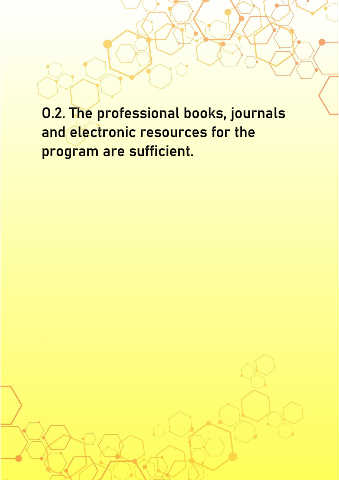 O.2. The professional books, journals
and electronic resources for the
program are sufficient.